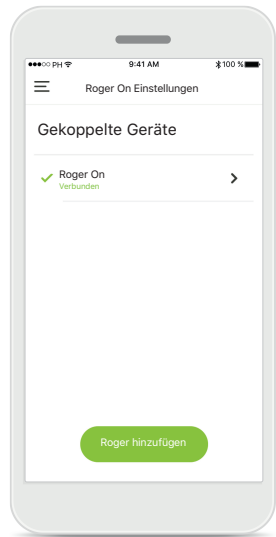 PH 9:41 AM 100 %
Roger On Einstellungen
Gekoppelte Geräte
Roger On
Verbunden
Roger hinzufügen